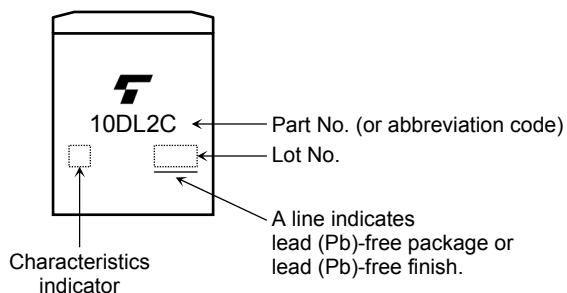 10DL2C
Part No. (or abbreviation code)
Lot No.
A line indicates
lead (Pb)-free package or
lead (Pb)-free finish.
Characteristics
indicator